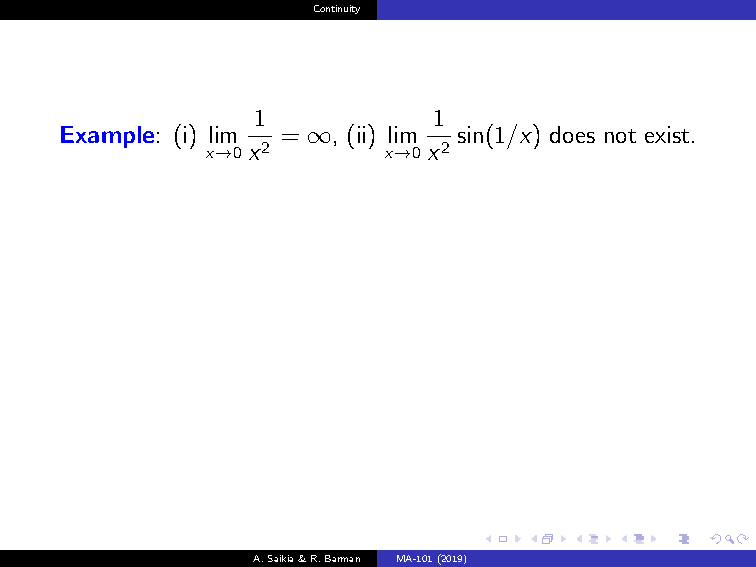 Continuity
Example: (i) lim_{x→0} 1/x² = ∞, (ii) lim_{x→0} 1/x² sin(1/x) does not exist.
A. Saikia & R. Barman MA-101 (2019)